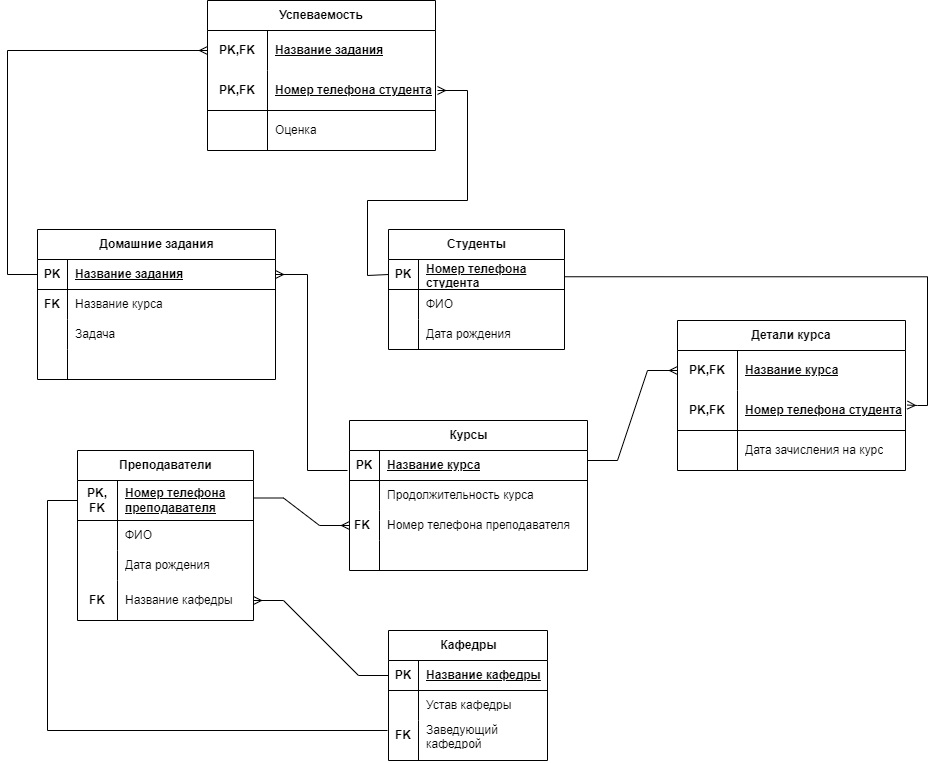 Успеваемость
PK,FK Название задания
PK,FK Номер телефона студента
Оценка
Домашние задания
PK Название задания
FK Название курса
Задача
Студенты
PK Номер телефона
студента
ФИО
Дата рождения
Детали курса
PK,FK Название курса
PK,FK Номер телефона студента
Дата зачисления на курс
Курсы
PK Название курса
Продолжительность курса
FK Номер телефона преподавателя
Преподаватели
PK,
FK
Номер телефона
преподавателя
ФИО
Дата рождения
FK Название кафедры
Кафедры
PK Название кафедры
Устав кафедры
FK Заведующий
кафедрой